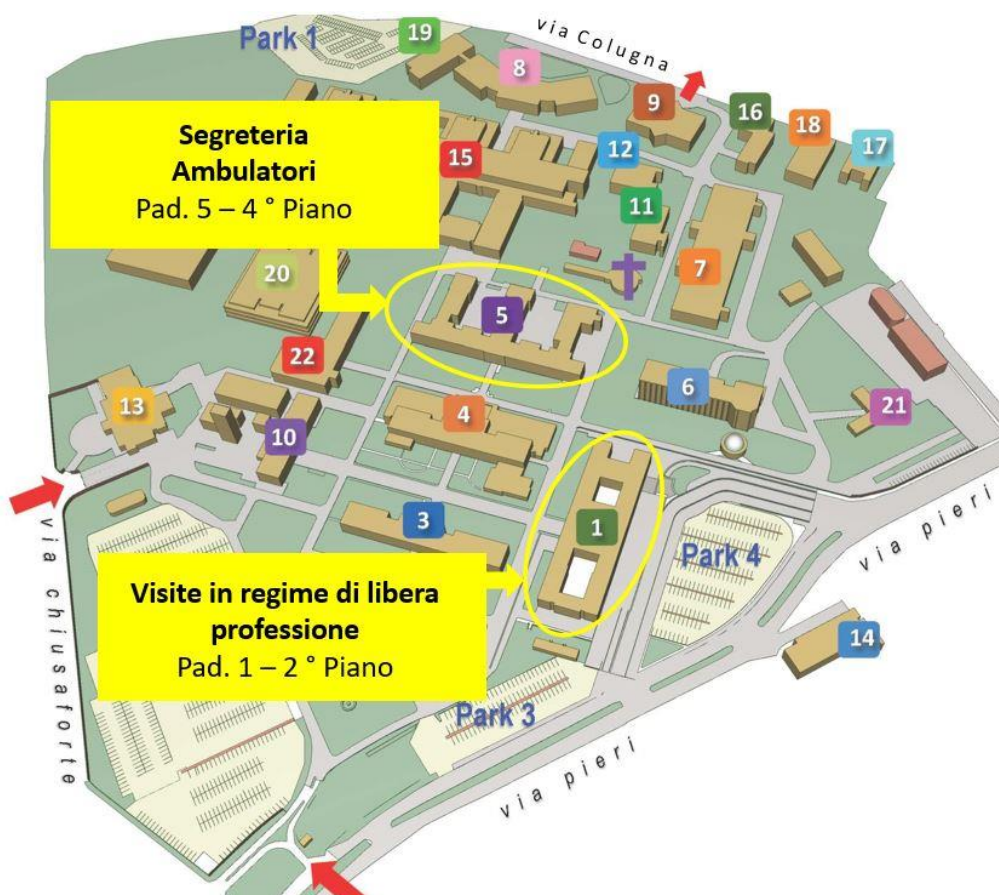 Park 1
19
via Colugna
8
9
16
18
17
Segreteria
Ambulatori
Pad. 5 – 4 ° Piano
15
12
11
20
7
5
22
6
13
4
21
10
3
1
via pieri
Park 4
via chiusaforte
Visite in regime di libera
professione
Pad. 1 – 2 ° Piano
14
Park 3
via pieri